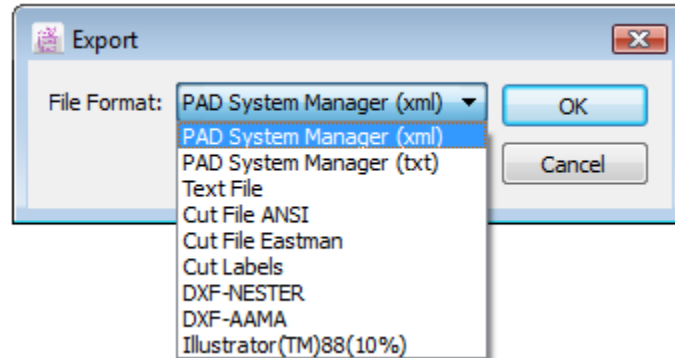 Export
File Format: PAD System Manager (xml) OK
PAD System Manager (xml)
PAD System Manager (txt) Cancel
Text File
Cut File ANSI
Cut File Eastman
Cut Labels
DXF-NESTER
DXF-AAMA
Illustrator(TM)88(10%)